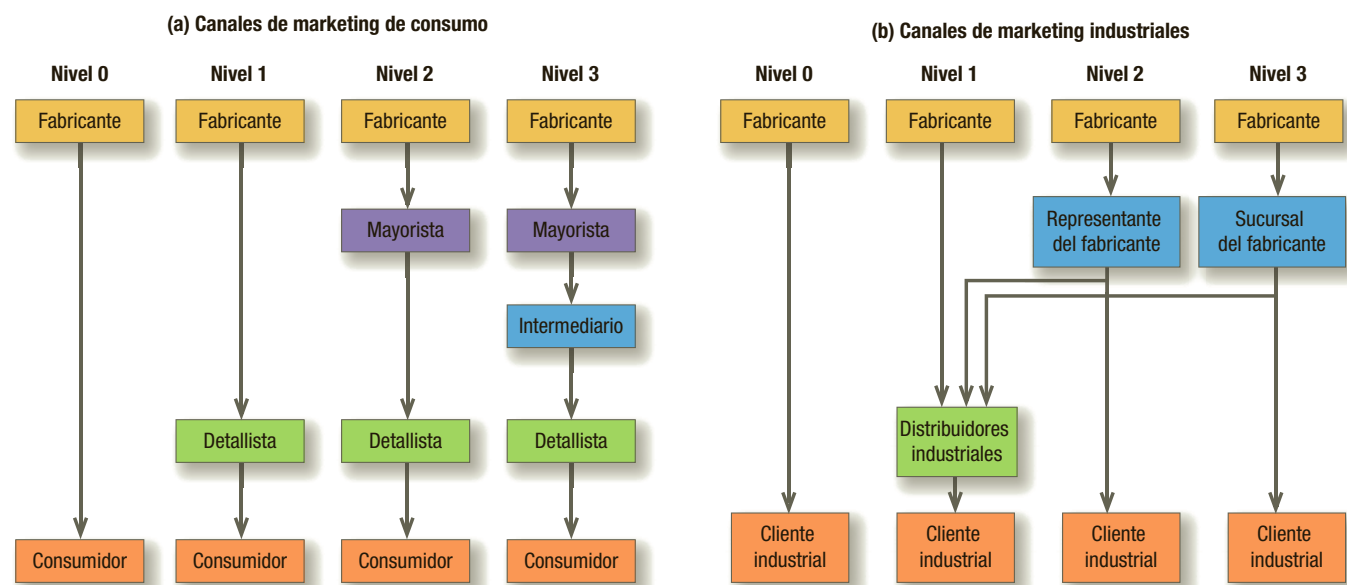 (a) Canales de marketing de consumo
Nivel 0
Nivel 1
Nivel 2
Nivel 3
Fabricante
Fabricante
Fabricante
Fabricante
Mayorista
Mayorista
Intermediario
Detallista
Detallista
Detallista
Consumidor
Consumidor
Consumidor
Consumidor
(b) Canales de marketing industriales
Nivel 0
Nivel 1
Nivel 2
Nivel 3
Fabricante
Fabricante
Fabricante
Fabricante
Representante
del fabricante
Sucursal
del fabricante
Distribuidores
industriales
Cliente
industrial
Cliente
industrial
Cliente
industrial
Cliente
industrial